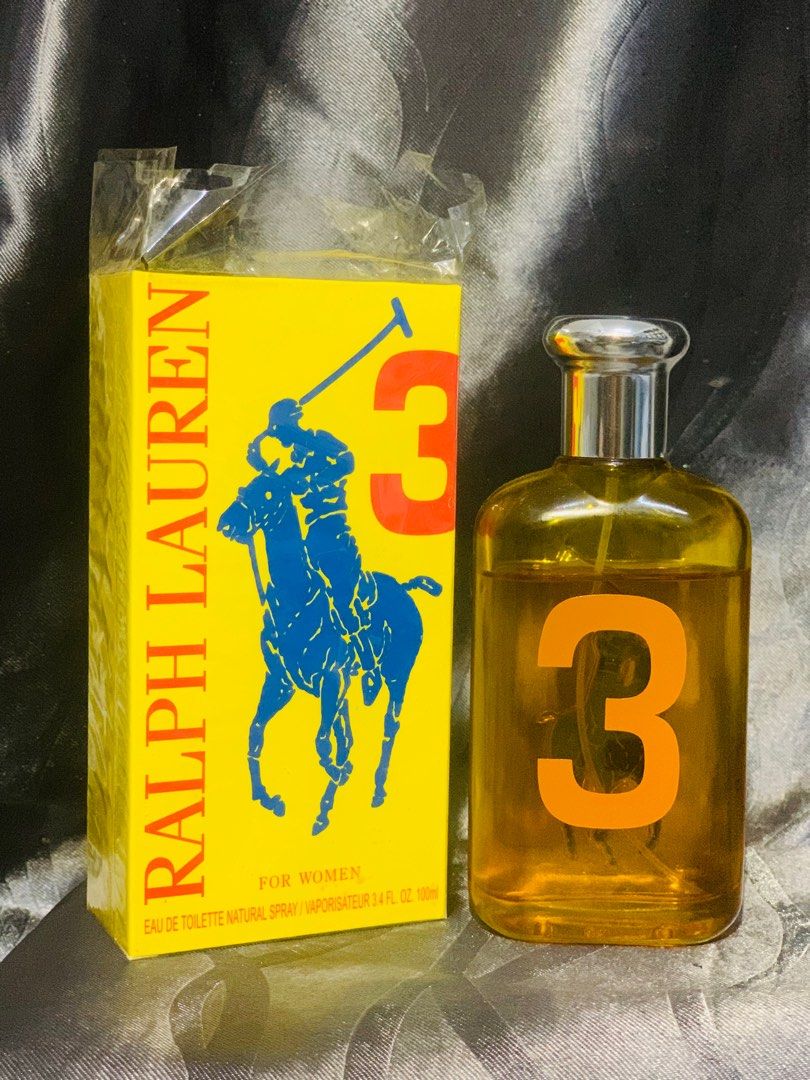 RALPH LAUREN
3
FOR WOMEN
EAU DE TOILETTE NATURAL SPRAY / VAPORISATEUR 3.4 FL. OZ. 100ml
3